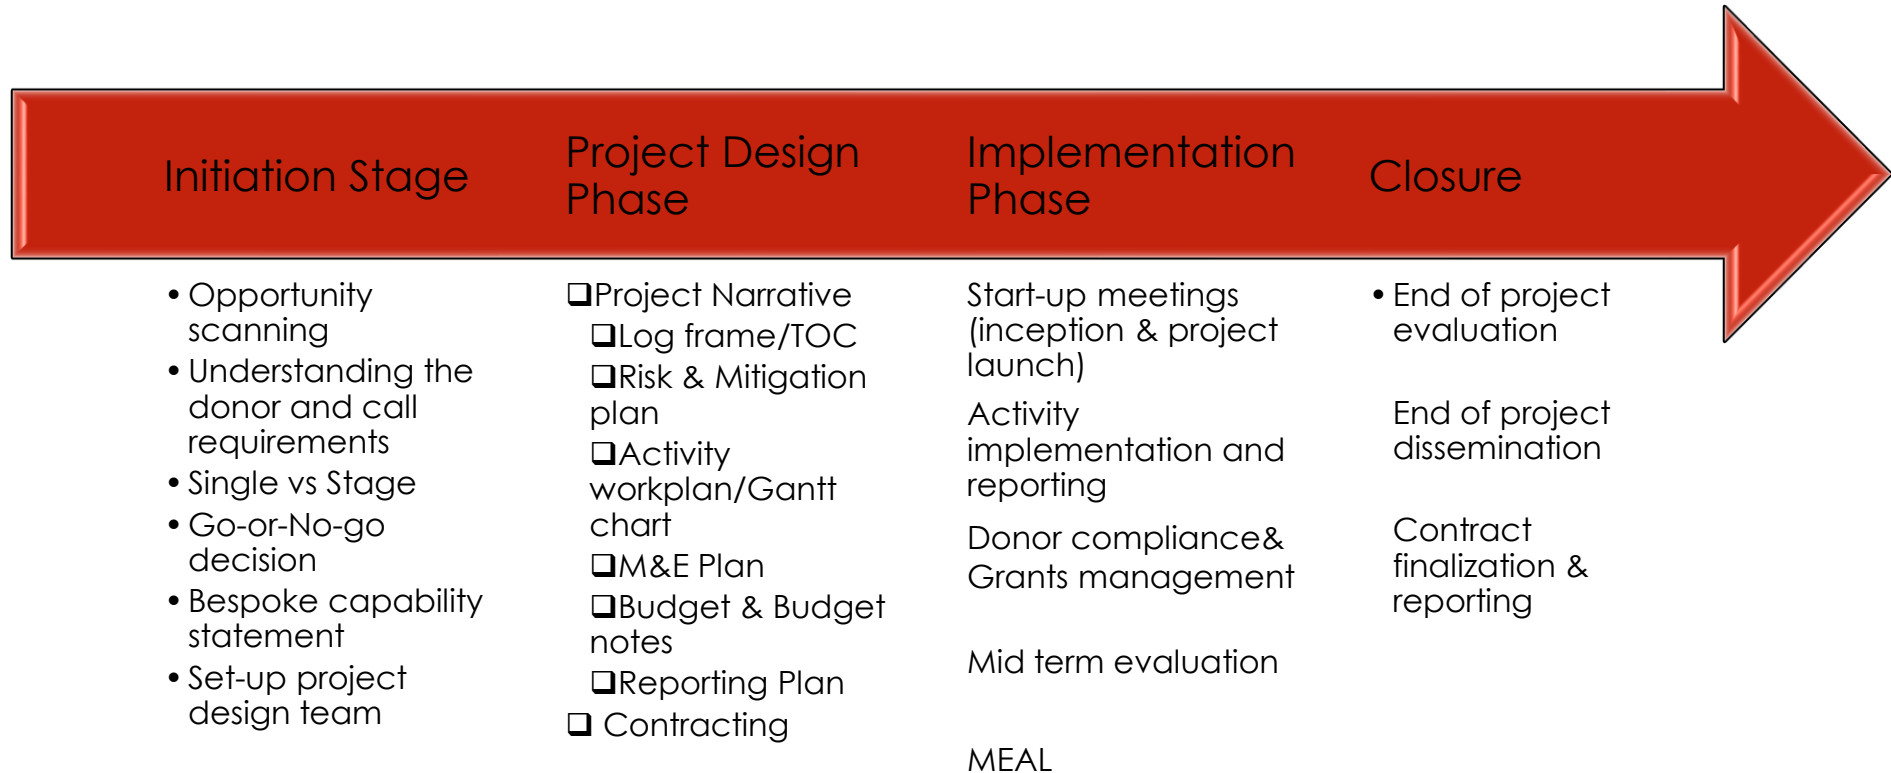 Initiation Stage
Project Design
Phase
Implementation
Phase
Closure
• Opportunity
scanning
• Understanding the
donor and call
requirements
• Single vs Stage
• Go-or-No-go
decision
• Bespoke capability
statement
• Set-up project
design team
❑Project Narrative
❑Log frame/TOC
❑Risk & Mitigation
plan
❑Activity
workplan/Gantt
chart
❑M&E Plan
❑Budget & Budget
notes
❑Reporting Plan
❑ Contracting
Start-up meetings
(inception & project
launch)
Activity
implementation and
reporting
Donor compliance&
Grants management
Mid term evaluation
MEAL
• End of project
evaluation
End of project
dissemination
Contract
finalization &
reporting